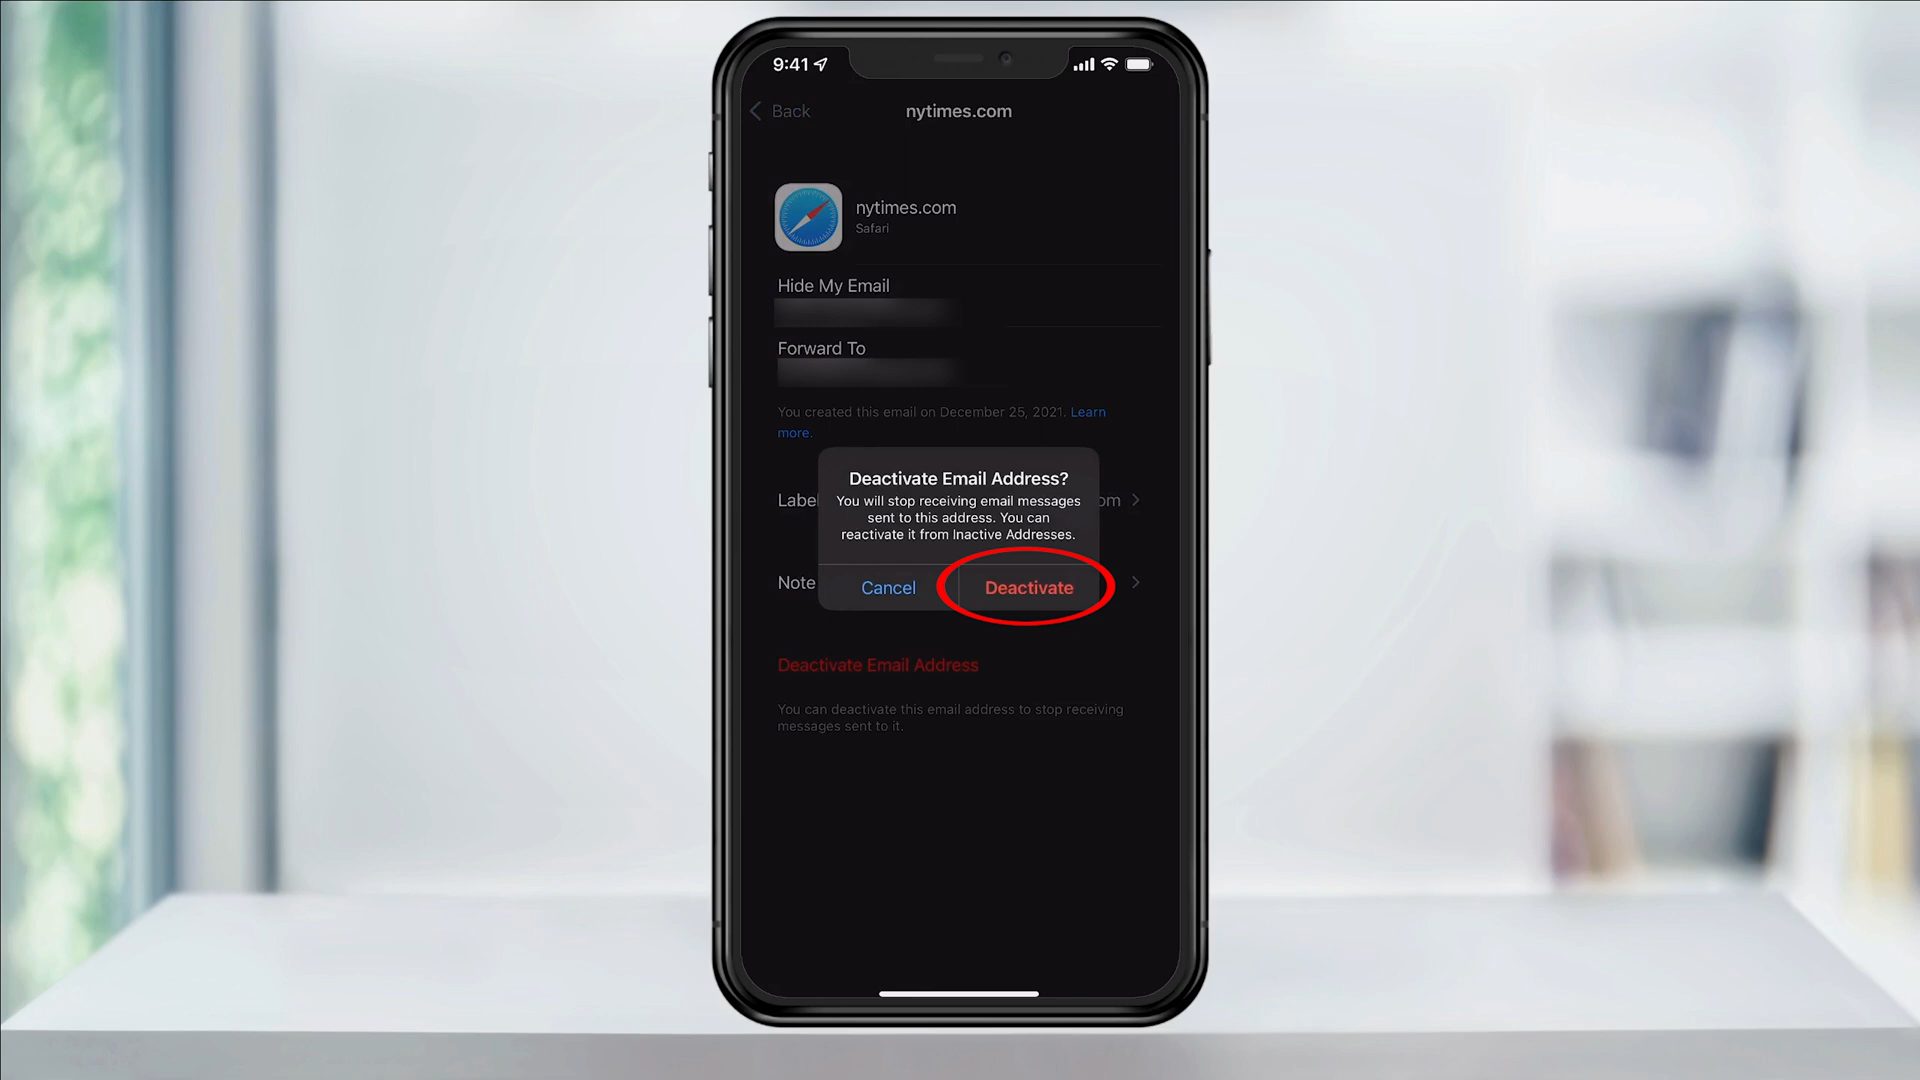 9:41
Back
nytimes.com
nytimes.com
Safari
Hide My Email
Forward To
You created this email on December 25, 2021. Learn
more.
Deactivate Email Address?
You will stop receiving email messages
sent to this address. You can
reactivate it from Inactive Addresses.
Label
om
Cancel
Deactivate
Note
Deactivate Email Address
You can deactivate this email address to stop receiving
messages sent to it.